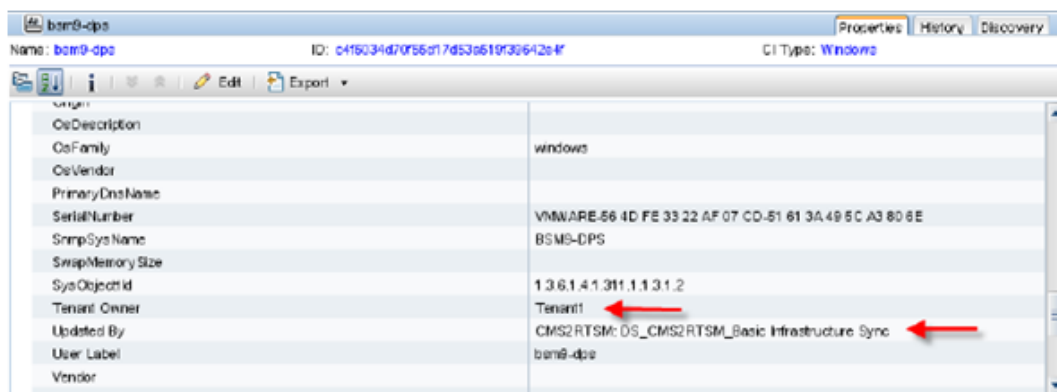 bsm9-dps
Properties History Discovery
Name: bsm9-dps ID: CI Type: Windows
Edit Export
Origin
OsDescription
OsFamily windows
OsVendor
PrimaryDnsName
SerialNumber VMWARE-56 4D FE 33 22 AF 07 CD-51 61 3A 49 5C A3 80 6E
SnmpSysName BSM9-DPS
SwapMemorySize
SysObjectId 1.3.6.1.4.1.311.1.1.3.1.2
Tenant Owner Tenant1
Updated By CMS2RTSM: DS_CMS2RTSM_Basic Infrastructure Sync
User Label bsm9-dps
Vendor